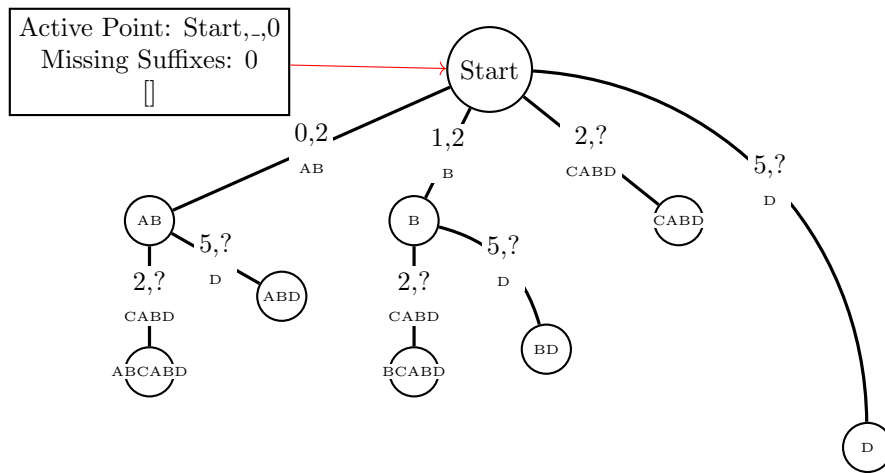 Active Point: Start,_,0
Missing Suffixes: 0
[]
Start
0,2
AB
1,2
B
2,?
CABD
5,?
D
AB
B
CABD
5,?
D
5,?
D
2,?
CABD
2,?
CABD
ABD
BD
ABCABD
BCABD
D